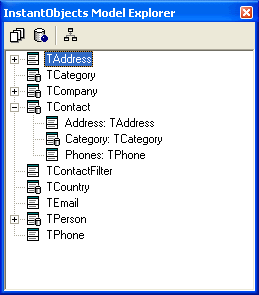 InstantObjects Model Explorer
TAddress
TCategory
TCompany
TContact
Address: TAddress
Category: TCategory
Phones: TPhone
TContactFilter
TCountry
TEmail
TPerson
TPhone